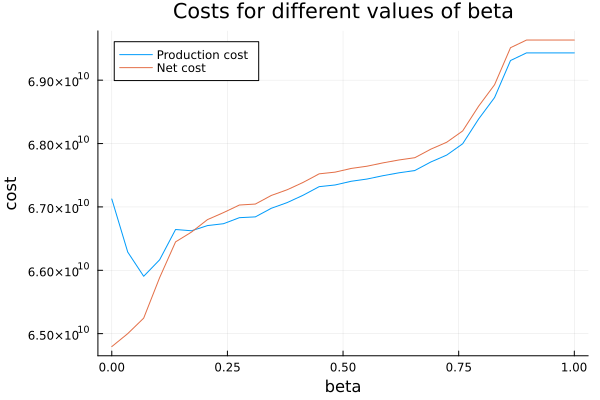 Costs for different values of beta
Production cost
Net cost
6.90×10¹⁰
6.80×10¹⁰
6.70×10¹⁰
6.60×10¹⁰
6.50×10¹⁰
cost
0.00 0.25 0.50 0.75 1.00
beta